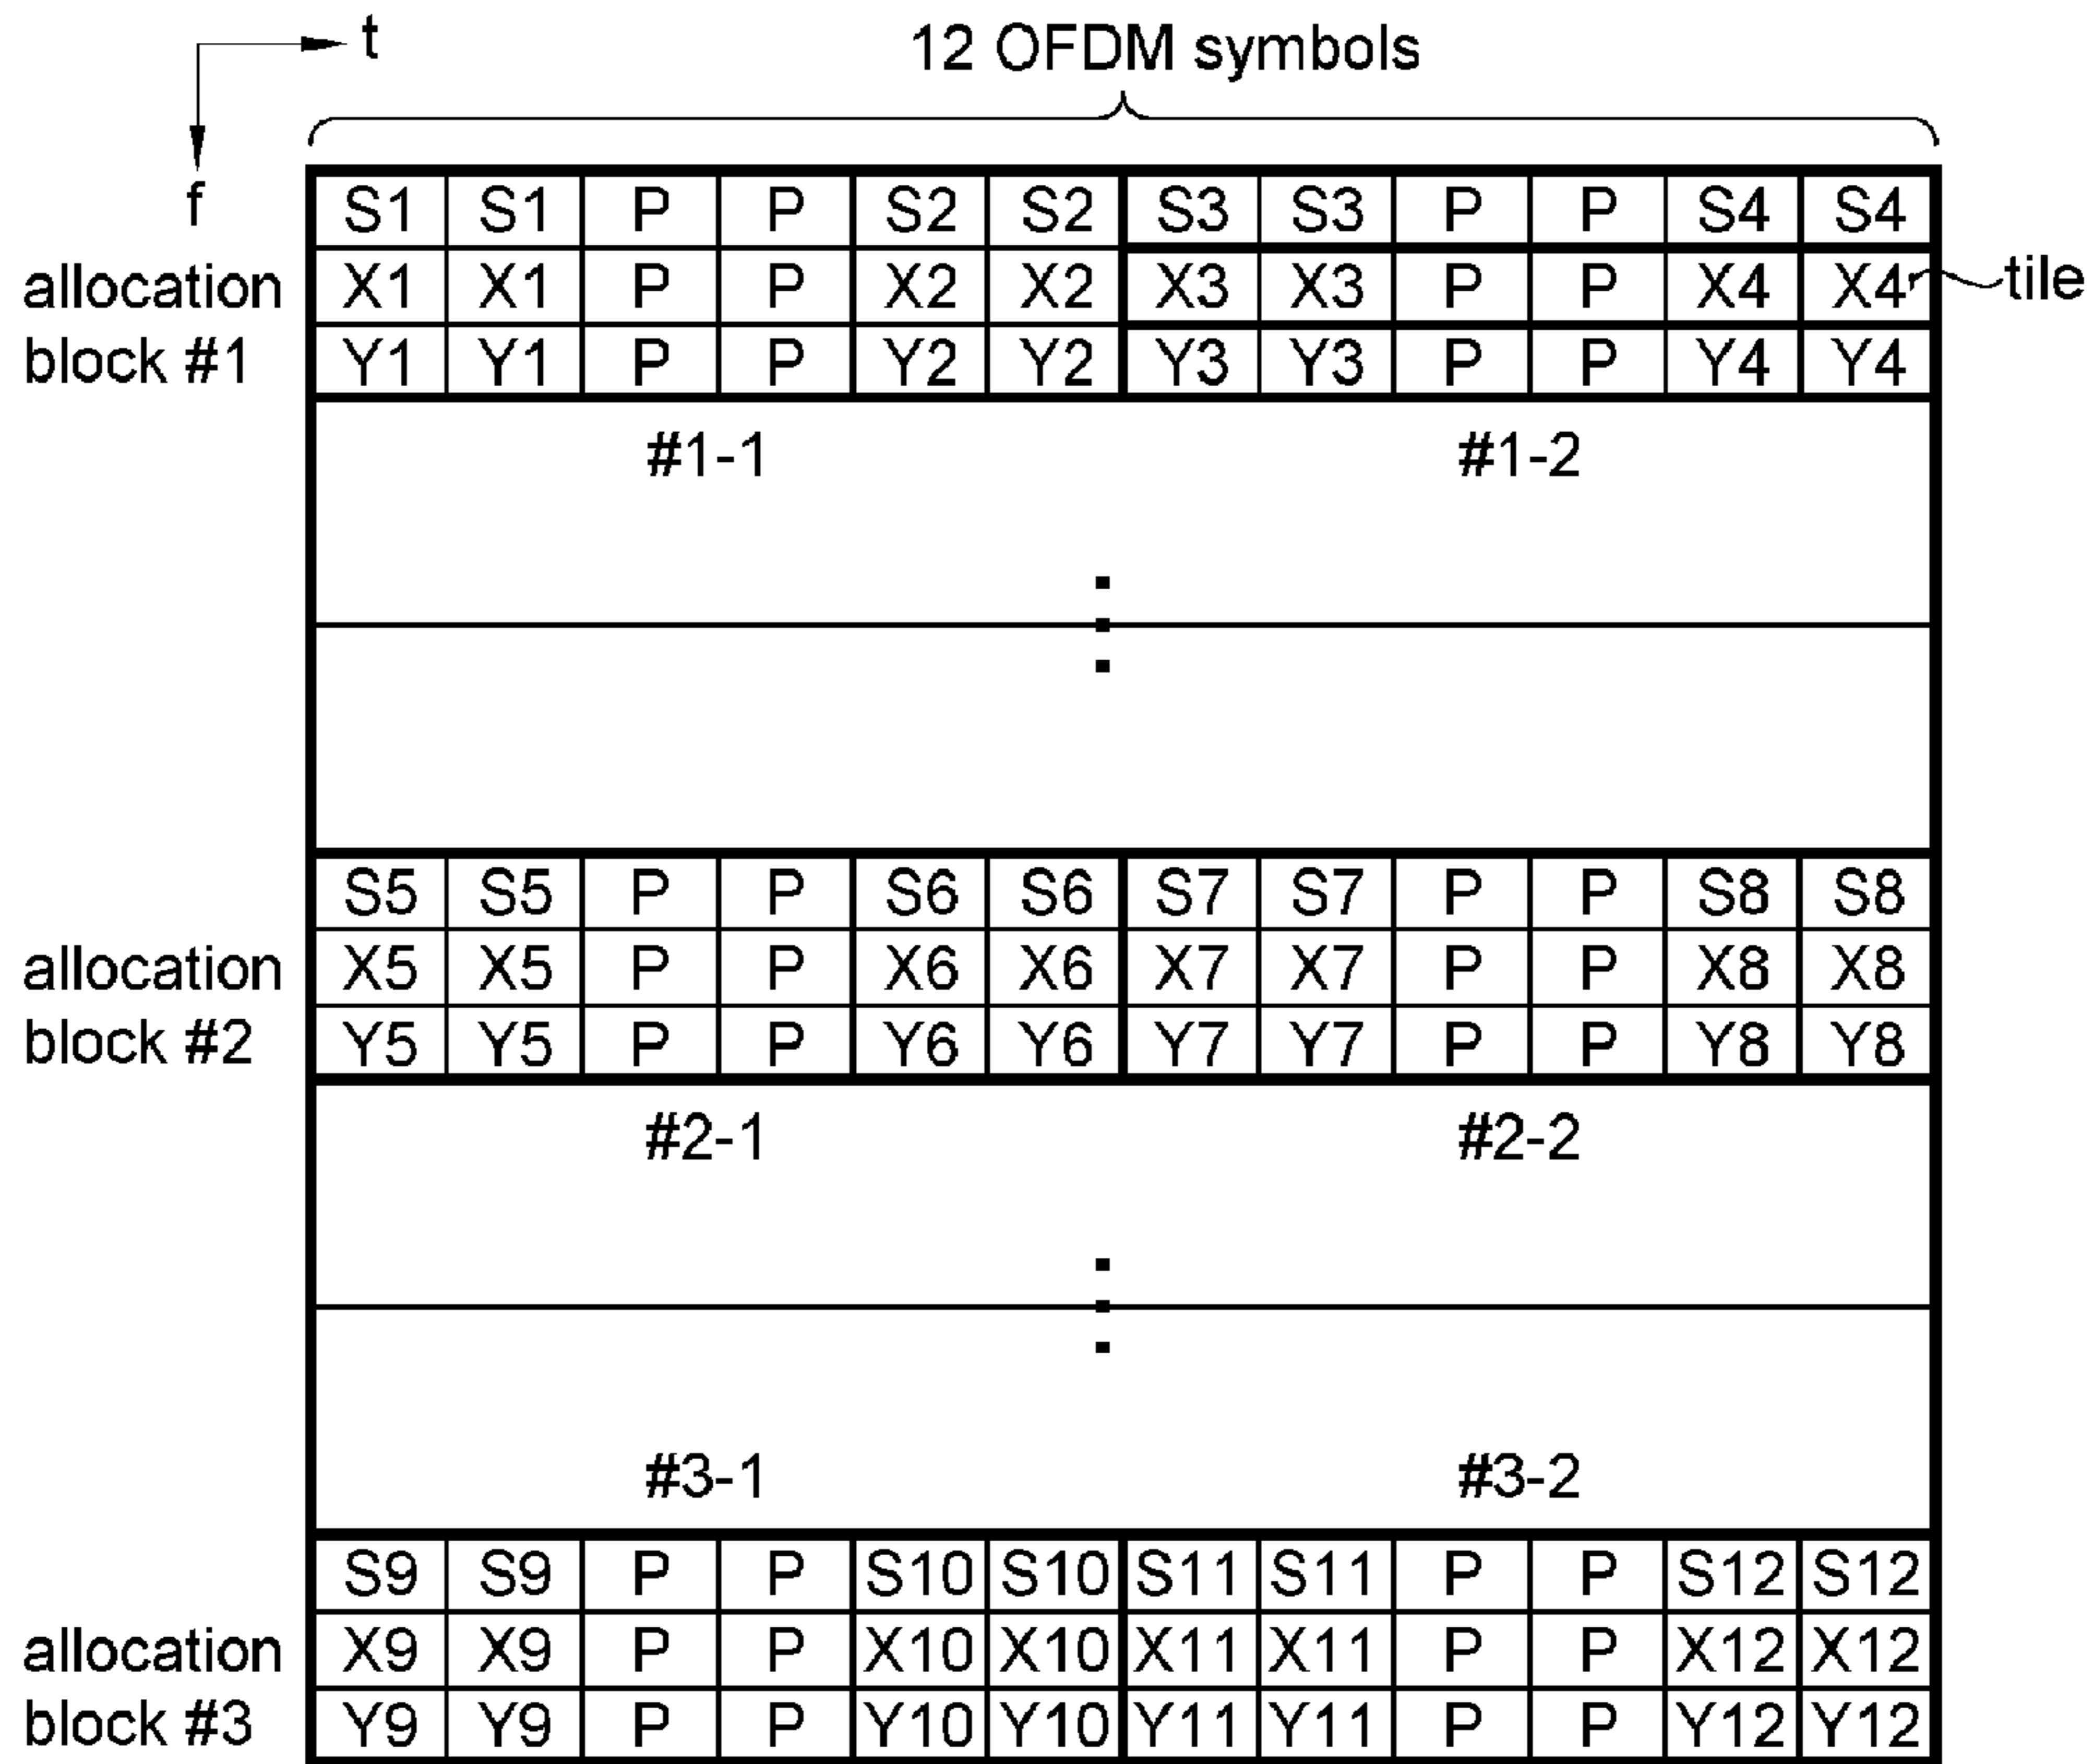 t
12 OFDM symbols
f
S1 S1 P P S2 S2 S3 S3 P P S4 S4
allocation block #1
X1 X1 P P X2 X2 X3 X3 P P X4 X4
tile
Y1 Y1 P P Y2 Y2 Y3 Y3 P P Y4 Y4
#1-1 #1-2
S5 S5 P P S6 S6 S7 S7 P P S8 S8
allocation block #2
X5 X5 P P X6 X6 X7 X7 P P X8 X8
Y5 Y5 P P Y6 Y6 Y7 Y7 P P Y8 Y8
#2-1 #2-2
#3-1 #3-2
S9 S9 P P S10 S10 S11 S11 P P S12 S12
allocation block #3
X9 X9 P P X10 X10 X11 X11 P P X12 X12
Y9 Y9 P P Y10 Y10 Y11 Y11 P P Y12 Y12